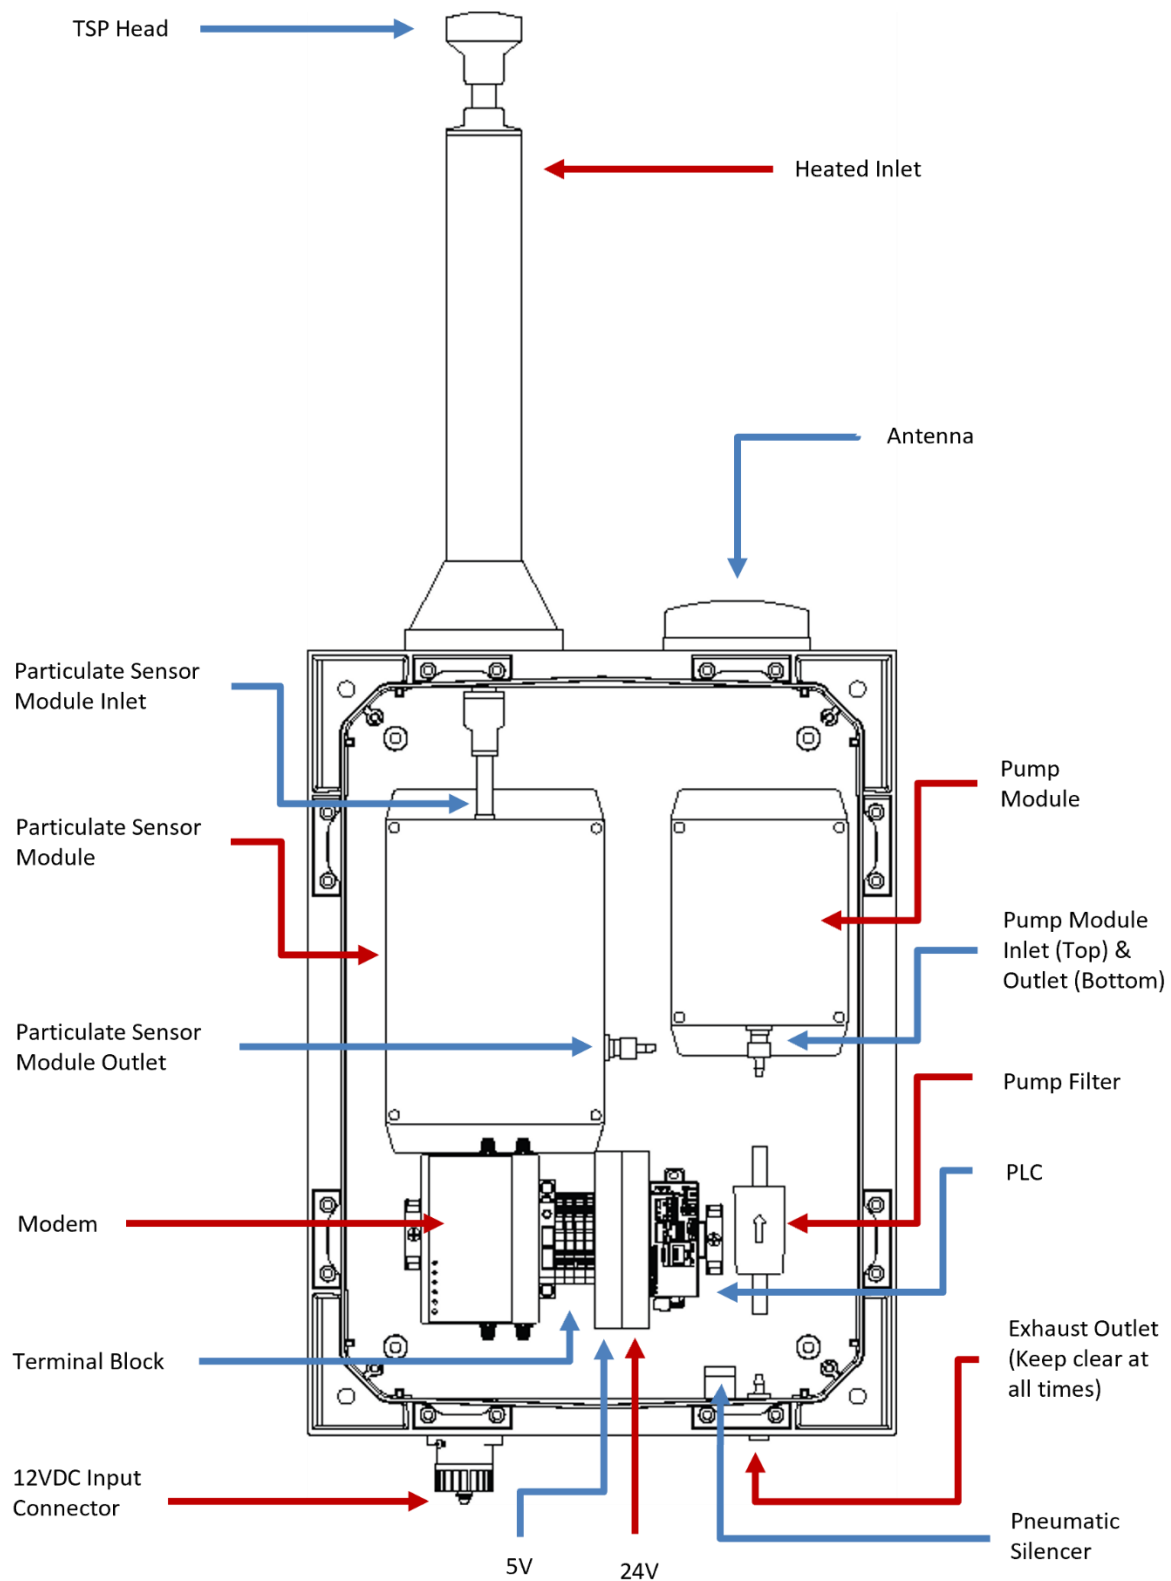 TSP Head
Heated Inlet
Antenna
Particulate Sensor
Module Inlet
Pump
Module
Particulate Sensor
Module
Pump Module
Inlet (Top) &
Outlet (Bottom)
Particulate Sensor
Module Outlet
Pump Filter
PLC
Modem
Exhaust Outlet
(Keep clear at
all times)
Terminal Block
12VDC Input
Connector
Pneumatic
Silencer
5V
24V